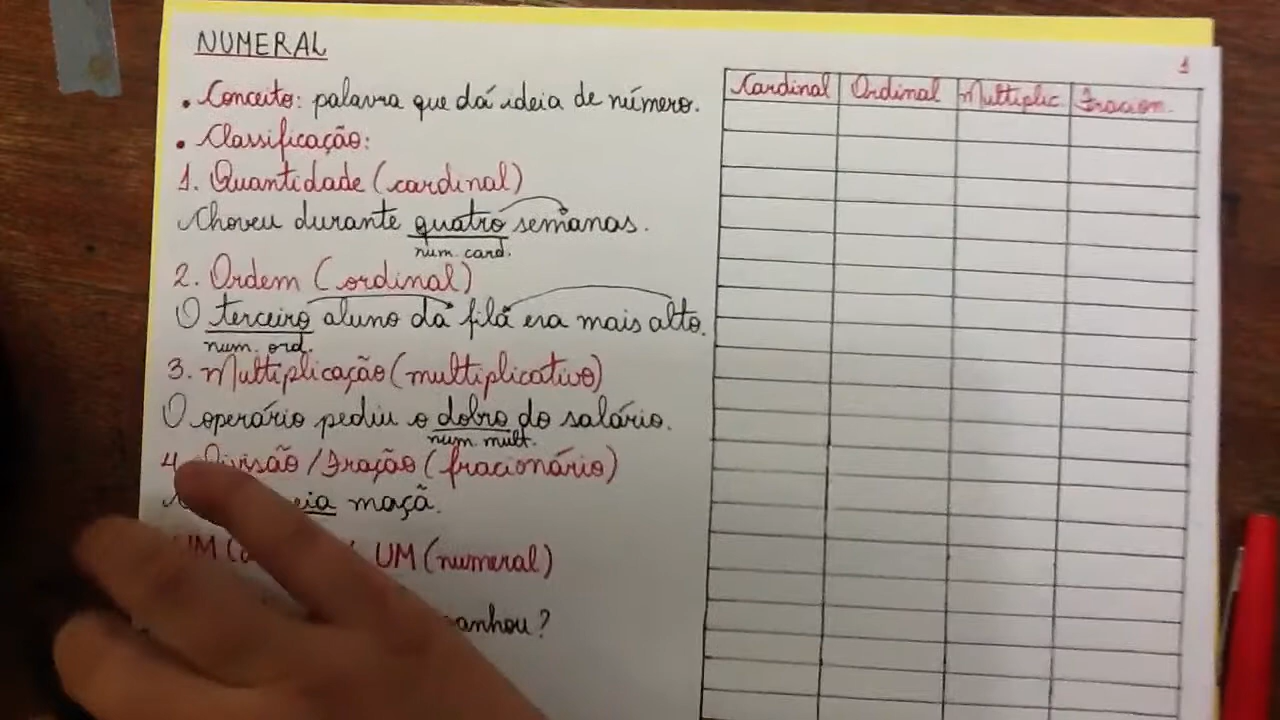 NUMERAL
• Conceito: palavra que dá ideia de número.
• Classificação:
1. Quantidade (cardinal)
Choveu durante quatro semanas.
num. card.
2. Ordem (ordinal)
O terceiro aluno da fila era mais alto.
num. ord.
3. Multiplicação (multiplicativo)
O operário pediu o dobro do salário.
num. mult.
4. Divisão / Fração (fracionário)
maçã.
UM (numeral)
1
Cardinal Ordinal Multiplic Fracion.